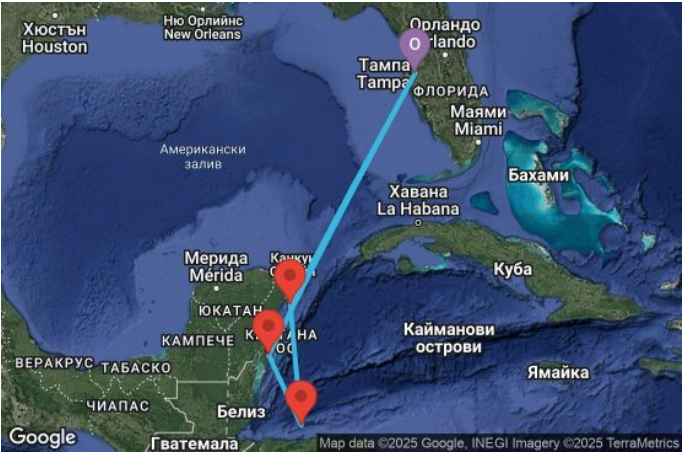 Хюстън
Houston
Ню Орлийнс
New Orleans
Орландо
rlando
O
Тампа
Tampa
ФЛОРИДА
Маями
Miami
Американски
залив
Бахами
Хавана
La Habana
Мерида
Mérida
Канкун
Куба
ЮКАТАН
КАМПЕЧЕ
Кайманови
острови
ВЕРАКРУС
ТАБАСКО
Ямайка
ЧИАПАС
Белиз
Гватемала
Google
Map data ©2025 Google, INEGI Imagery ©2025 TerraMetrics